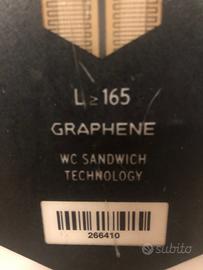 L ≥ 165
GRAPHENE
WC SANDWICH
TECHNOLOGY
266410
subito